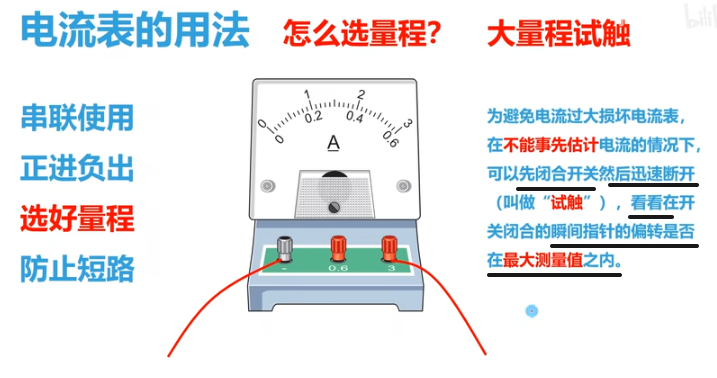 电流表的用法 怎么选量程? 大量程试触
bilil
串联使用
正进负出
选好量程
防止短路
0 1 2 3
0 0.2 0.4 0.6
A
- 0.6 3
为避免电流过大损坏电流表，
在不能事先估计电流的情况下，
可以先闭合开关然后迅速断开
（叫做“试触”），看看在开
关闭合的瞬间指针的偏转是否
在最大测量值之内。